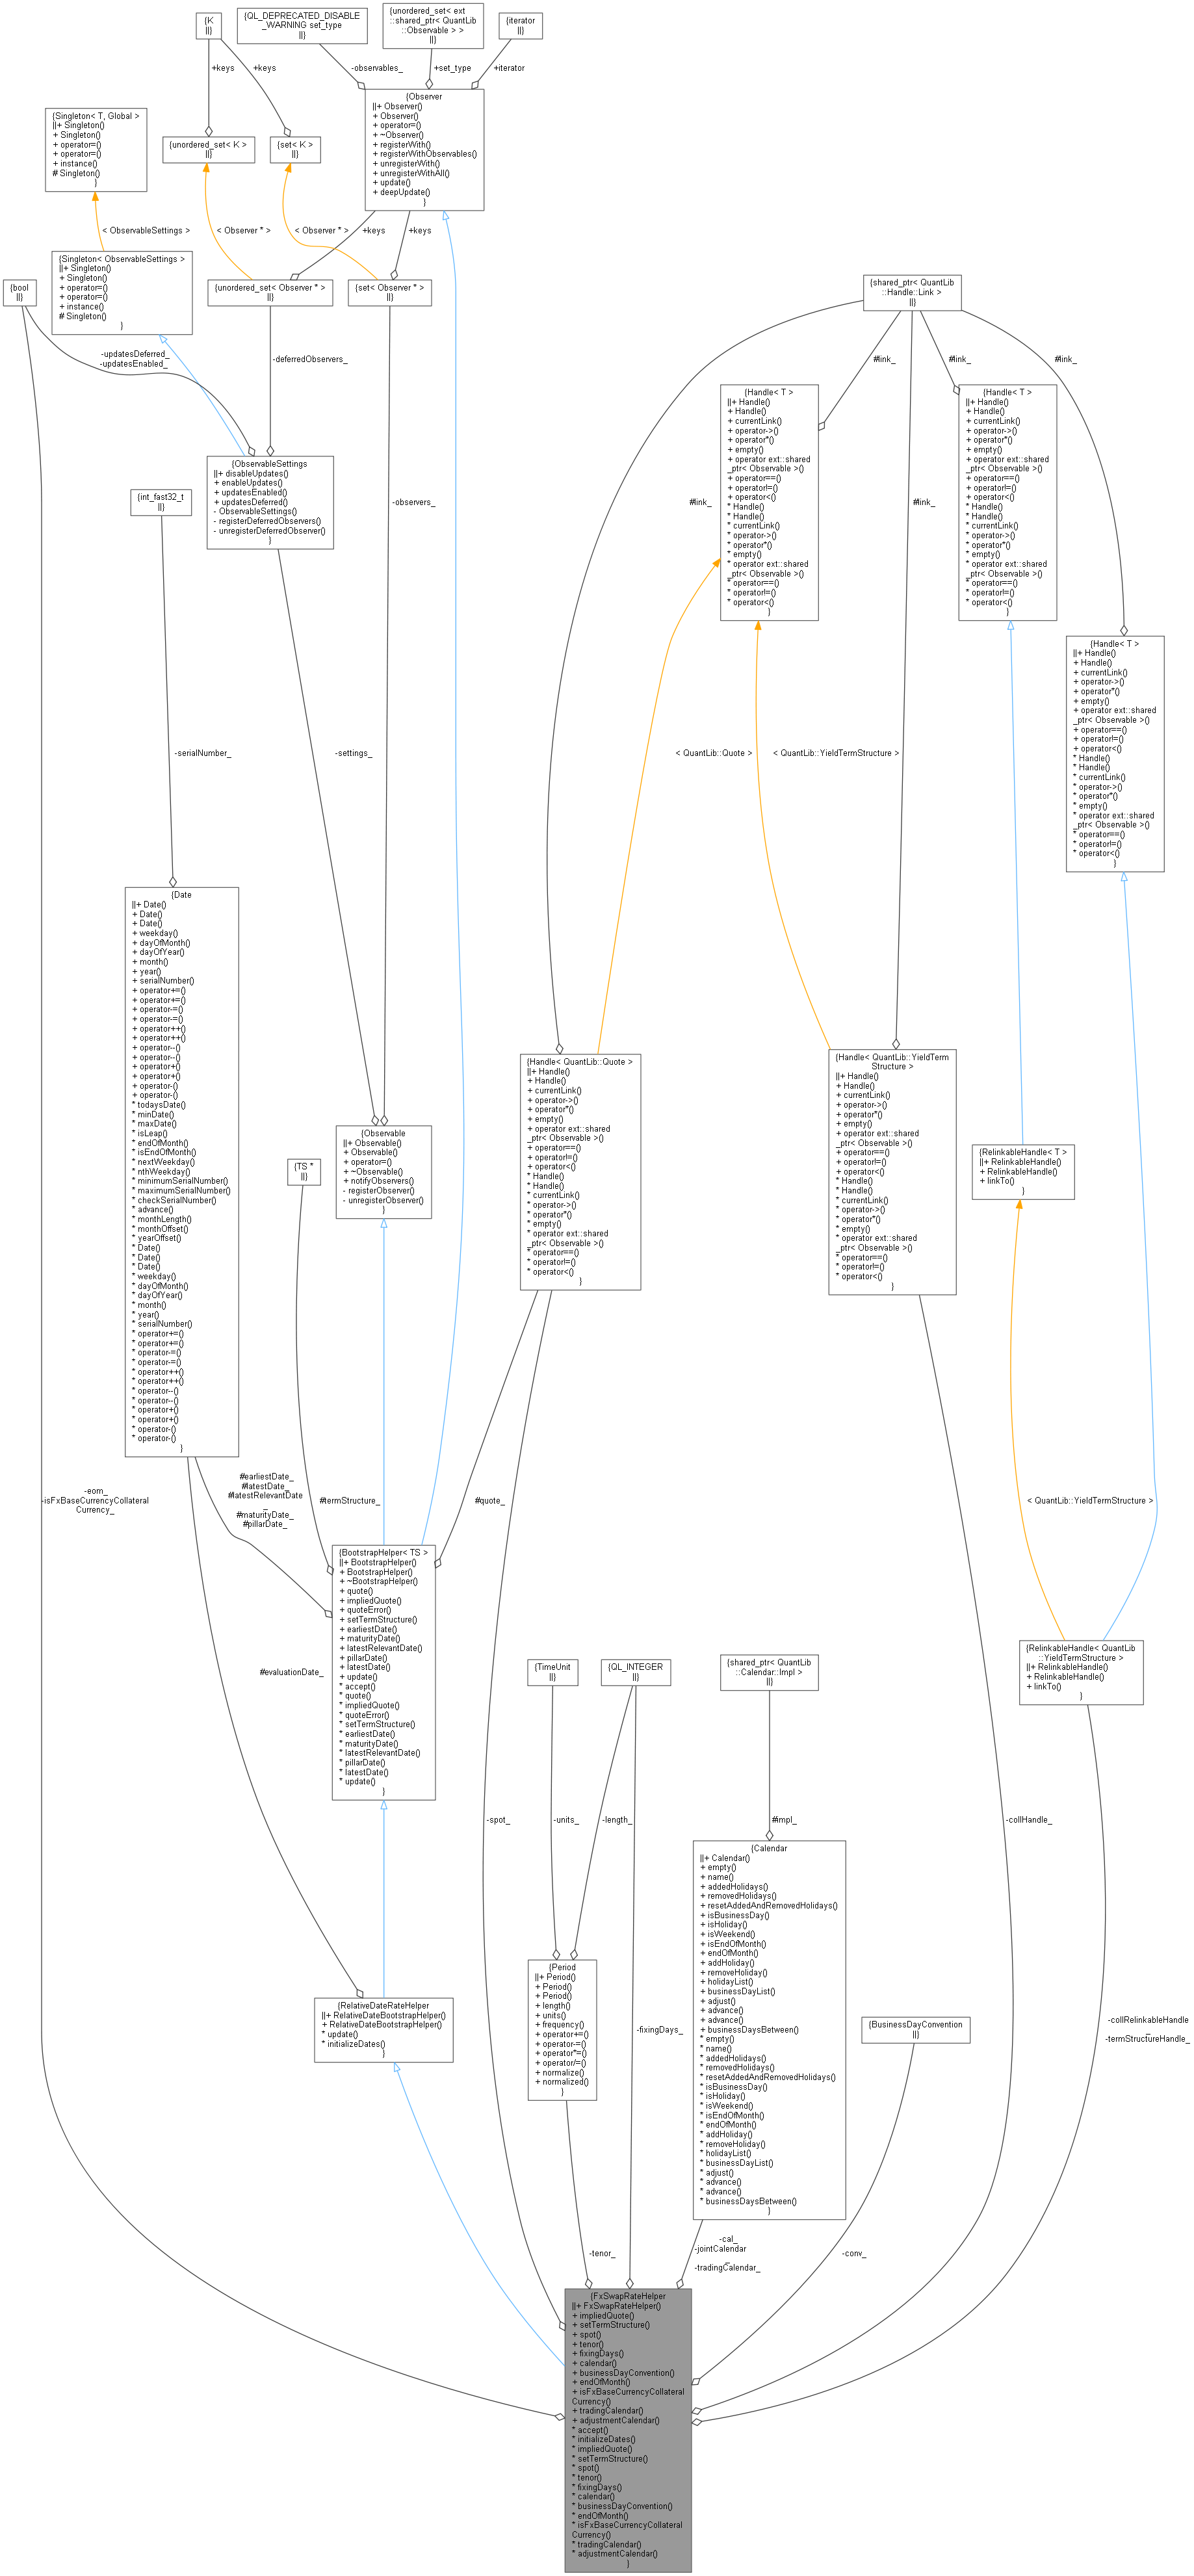 {K
||}
{QL_DEPRECATED_DISABLE
_WARNING set_type
||}
{unordered_set< ext
::shared_ptr< QuantLib
::Observable > >
||}
{iterator
||}
+keys
+keys
-observables_
+set_type
+iterator
{Singleton< T, Global >
||+ Singleton()
+ Singleton()
+ operator=()
+ operator=()
+ instance()
# Singleton()
}
{unordered_set< K >
||}
{set< K >
||}
{Observer
||+ Observer()
+ Observer()
+ operator=()
+ ~Observer()
+ registerWith()
+ registerWithObservables()
+ unregisterWith()
+ unregisterWithAll()
+ update()
+ deepUpdate()
}
< ObservableSettings >
< Observer * >
< Observer * >
+keys
+keys
{bool
||}
{Singleton< ObservableSettings >
||+ Singleton()
+ Singleton()
+ operator=()
+ operator=()
+ instance()
# Singleton()
}
{unordered_set< Observer * >
||}
{set< Observer * >
||}
{shared_ptr< QuantLib
::Handle::Link >
||}
-updatesDeferred_
-updatesEnabled_
-deferredObservers_
#link_
#link_
#link_
{Handle< T >
||+ Handle()
+ Handle()
+ currentLink()
+ operator->()
+ operator*()
+ empty()
+ operator ext::shared
_ptr< Observable >()
+ operator==()
+ operator!=()
+ operator<()
* Handle()
* Handle()
* currentLink()
* operator->()
* operator*()
* empty()
* operator ext::shared
_ptr< Observable >()
* operator==()
* operator!=()
* operator<()
}
{Handle< T >
||+ Handle()
+ Handle()
+ currentLink()
+ operator->()
+ operator*()
+ empty()
+ operator ext::shared
_ptr< Observable >()
+ operator==()
+ operator!=()
+ operator<()
* Handle()
* Handle()
* currentLink()
* operator->()
* operator*()
* empty()
* operator ext::shared
_ptr< Observable >()
* operator==()
* operator!=()
* operator<()
}
{ObservableSettings
||+ disableUpdates()
+ enableUpdates()
+ updatesEnabled()
+ updatesDeferred()
- ObservableSettings()
- registerDeferredObservers()
- unregisterDeferredObserver()
}
{int_fast32_t
||}
-observers_
#link_
#link_
{Handle< T >
||+ Handle()
+ Handle()
+ currentLink()
+ operator->()
+ operator*()
+ empty()
+ operator ext::shared
_ptr< Observable >()
+ operator==()
+ operator!=()
+ operator<()
* Handle()
* Handle()
* currentLink()
* operator->()
* operator*()
* empty()
* operator ext::shared
_ptr< Observable >()
* operator==()
* operator!=()
* operator<()
}
-serialNumber_
-settings_
< QuantLib::Quote >
< QuantLib::YieldTermStructure >
{Date
||+ Date()
+ Date()
+ Date()
+ weekday()
+ dayOfMonth()
+ dayOfYear()
+ month()
+ year()
+ serialNumber()
+ operator+=()
+ operator+=()
+ operator-=()
+ operator-=()
+ operator++()
+ operator++()
+ operator--()
+ operator--()
+ operator+()
+ operator+()
+ operator-()
+ operator-()
* todaysDate()
* minDate()
* maxDate()
* isLeap()
* endOfMonth()
* isEndOfMonth()
* nextWeekday()
* nthWeekday()
* minimumSerialNumber()
* maximumSerialNumber()
* checkSerialNumber()
* advance()
* monthLength()
* monthOffset()
* yearOffset()
* Date()
* Date()
* Date()
* weekday()
* dayOfMonth()
* dayOfYear()
* month()
* year()
* serialNumber()
* operator+=()
* operator+=()
* operator-=()
* operator-=()
* operator++()
* operator++()
* operator--()
* operator--()
* operator+()
* operator+()
* operator-()
* operator-()
}
{TS *
||}
{Observable
||+ Observable()
+ Observable()
+ operator=()
+ ~Observable()
+ notifyObservers()
- registerObserver()
- unregisterObserver()
}
{Handle< QuantLib::Quote >
||+ Handle()
+ Handle()
+ currentLink()
+ operator->()
+ operator*()
+ empty()
+ operator ext::shared
_ptr< Observable >()
+ operator==()
+ operator!=()
+ operator<()
* Handle()
* Handle()
* currentLink()
* operator->()
* operator*()
* empty()
* operator ext::shared
_ptr< Observable >()
* operator==()
* operator!=()
* operator<()
}
{Handle< QuantLib::YieldTerm
Structure >
||+ Handle()
+ Handle()
+ currentLink()
+ operator->()
+ operator*()
+ empty()
+ operator ext::shared
_ptr< Observable >()
+ operator==()
+ operator!=()
+ operator<()
* Handle()
* Handle()
* currentLink()
* operator->()
* operator*()
* empty()
* operator ext::shared
_ptr< Observable >()
* operator==()
* operator!=()
* operator<()
}
{RelinkableHandle< T >
||+ RelinkableHandle()
+ RelinkableHandle()
+ linkTo()
}
-eom_
-isFxBaseCurrencyCollateral
Currency_
#earliestDate_
#latestDate_
#latestRelevantDate
_
#maturityDate_
#pillarDate_
#termStructure_
#quote_
< QuantLib::YieldTermStructure >
{BootstrapHelper< TS >
||+ BootstrapHelper()
+ BootstrapHelper()
+ ~BootstrapHelper()
+ quote()
+ impliedQuote()
+ quoteError()
+ setTermStructure()
+ earliestDate()
+ maturityDate()
+ latestRelevantDate()
+ pillarDate()
+ latestDate()
+ update()
* accept()
* quote()
* impliedQuote()
* quoteError()
* setTermStructure()
* earliestDate()
* maturityDate()
* latestRelevantDate()
* pillarDate()
* latestDate()
* update()
}
#evaluationDate_
{TimeUnit
||}
{QL_INTEGER
||}
{shared_ptr< QuantLib
::Calendar::Impl >
||}
{RelinkableHandle< QuantLib
::YieldTermStructure >
||+ RelinkableHandle()
+ RelinkableHandle()
+ linkTo()
}
-spot_
-units_
-length_
#impl_
-collHandle_
{Calendar
||+ Calendar()
+ empty()
+ name()
+ addedHolidays()
+ removedHolidays()
+ resetAddedAndRemovedHolidays()
+ isBusinessDay()
+ isHoliday()
+ isWeekend()
+ isEndOfMonth()
+ endOfMonth()
+ addHoliday()
+ removeHoliday()
+ holidayList()
+ businessDayList()
+ adjust()
+ advance()
+ advance()
+ businessDaysBetween()
* empty()
* name()
* addedHolidays()
* removedHolidays()
* resetAddedAndRemovedHolidays()
* isBusinessDay()
* isHoliday()
* isWeekend()
* isEndOfMonth()
* endOfMonth()
* addHoliday()
* removeHoliday()
* holidayList()
* businessDayList()
* adjust()
* advance()
* advance()
* businessDaysBetween()
}
{Period
||+ Period()
+ Period()
+ Period()
+ length()
+ units()
+ frequency()
+ operator+=()
+ operator-=()
+ operator*=()
+ operator/=()
+ normalize()
+ normalized()
}
{RelativeDateRateHelper
||+ RelativeDateBootstrapHelper()
+ RelativeDateBootstrapHelper()
* update()
* initializeDates()
}
-fixingDays_
{BusinessDayConvention
||}
-collRelinkableHandle
_
-termStructureHandle_
-tenor_
-cal_
-jointCalendar
_
-tradingCalendar_
-conv_
{FxSwapRateHelper
||+ FxSwapRateHelper()
+ impliedQuote()
+ setTermStructure()
+ spot()
+ tenor()
+ fixingDays()
+ calendar()
+ businessDayConvention()
+ endOfMonth()
+ isFxBaseCurrencyCollateral
Currency()
+ tradingCalendar()
+ adjustmentCalendar()
* accept()
* initializeDates()
* impliedQuote()
* setTermStructure()
* spot()
* tenor()
* fixingDays()
* calendar()
* businessDayConvention()
* endOfMonth()
* isFxBaseCurrencyCollateral
Currency()
* tradingCalendar()
* adjustmentCalendar()
}